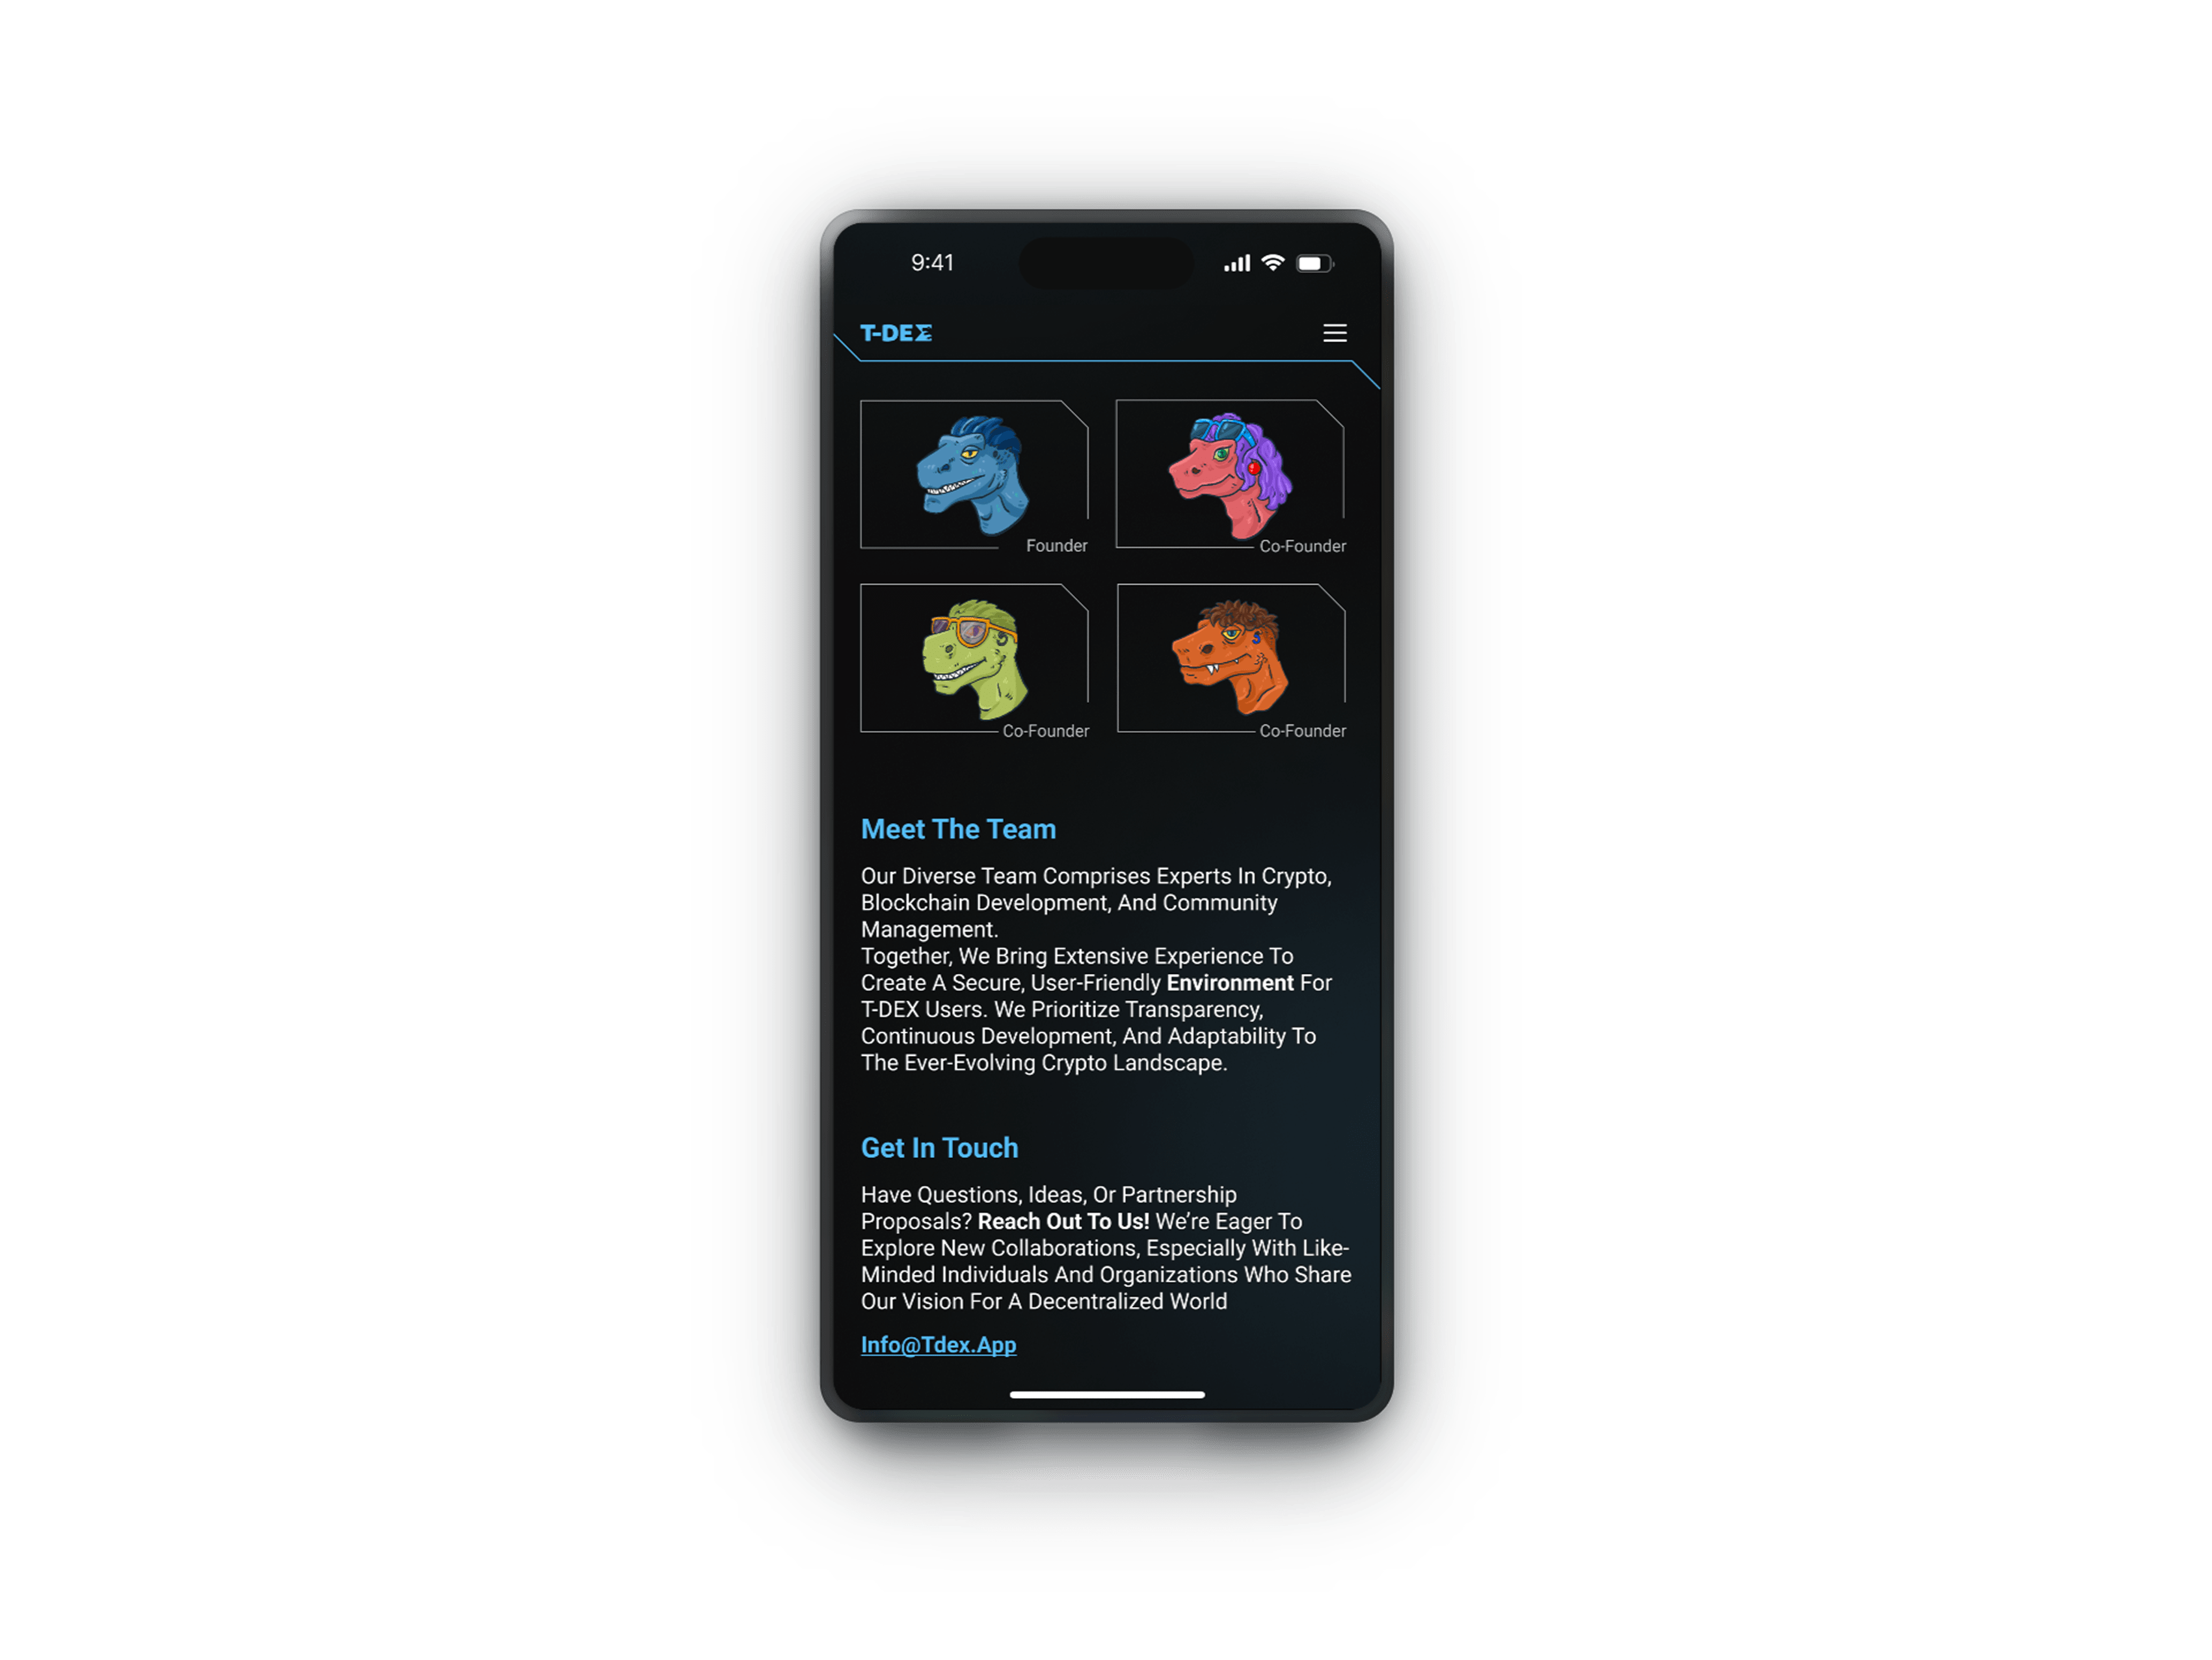 9:41
T-DEX
Founder
Co-Founder
Co-Founder
Co-Founder
Meet The Team
Our Diverse Team Comprises Experts In Crypto,
Blockchain Development, And Community
Management.
Together, We Bring Extensive Experience To
Create A Secure, User-Friendly Environment For
T-DEX Users. We Prioritize Transparency,
Continuous Development, And Adaptability To
The Ever-Evolving Crypto Landscape.
Get In Touch
Have Questions, Ideas, Or Partnership
Proposals? Reach Out To Us! We’re Eager To
Explore New Collaborations, Especially With Like-
Minded Individuals And Organizations Who Share
Our Vision For A Decentralized World
Info@Tdex.App